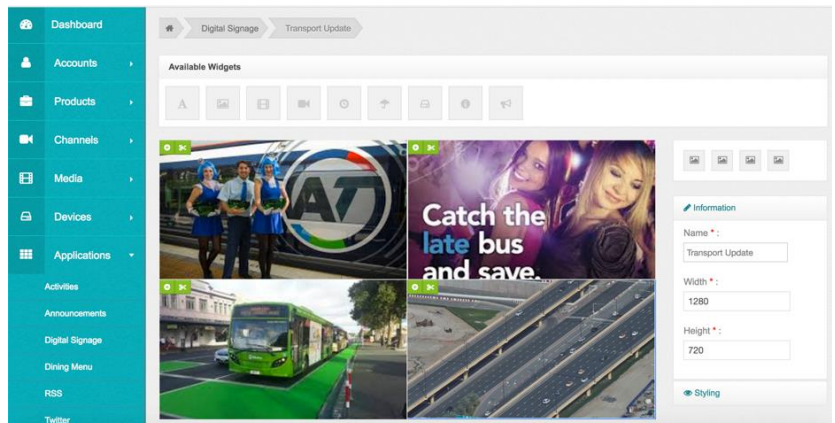 Dashboard
Accounts
Products
Channels
Media
Devices
Applications
Activities
Announcements
Digital Signage
Dining Menu
RSS
Twitter
Digital Signage
Transport Update
Available Widgets
A
AT
Catch the
late bus
and save.
Information
Name * :
Transport Update
Width * :
1280
Height * :
720
Styling